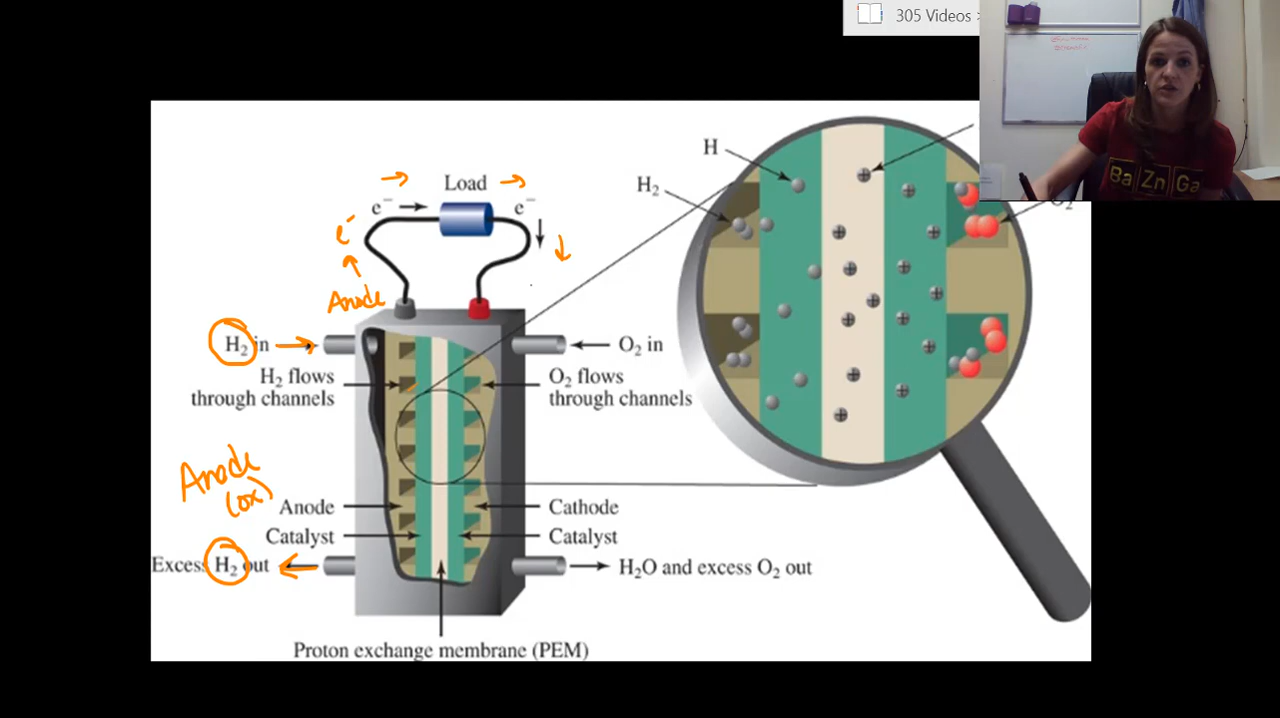 305 Videos >
Ba Zn Ga
H
H₂
O₂
→ Load →
e⁻ → e⁻
e⁻
Anode
H₂ in
O₂ in
H₂ flows
through channels
O₂ flows
through channels
Anode
(ox)
Anode
Cathode
Catalyst
Catalyst
Excess H₂ out
H₂O and excess O₂ out
Proton exchange membrane (PEM)